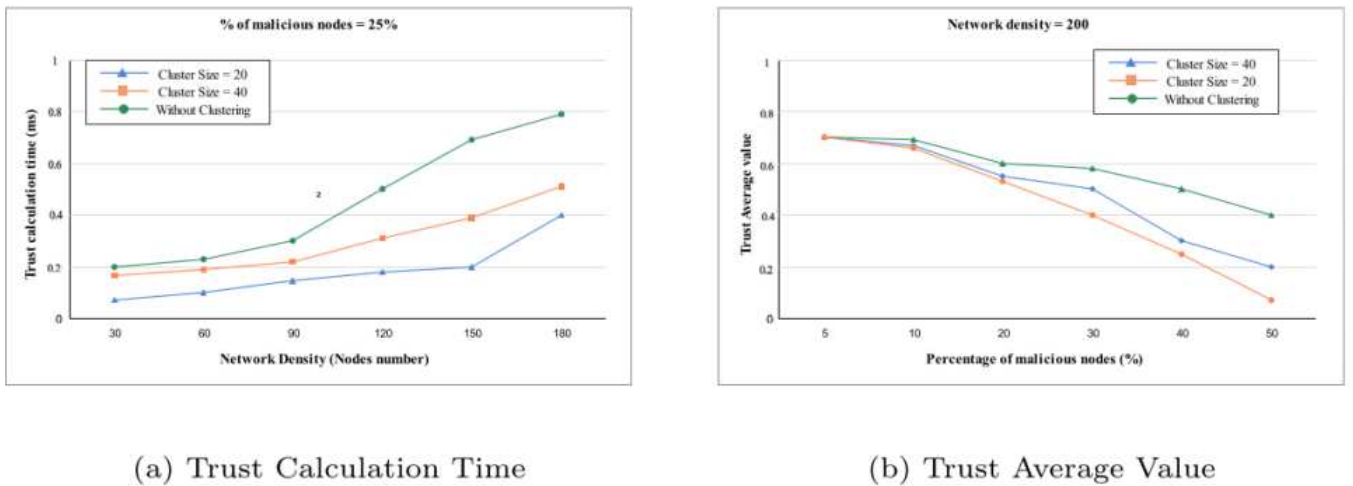 % of malicious nodes = 25%
1
0.8
0.6
0.4
0.2
0
Trust calculation time (ms)
Cluster Size = 20
Cluster Size = 40
Without Clustering
2
30 60 90 120 150 180
Network Density (Nodes number)
Network density = 200
1
0.8
0.6
0.4
0.2
0
Trust Average value
Cluster Size = 40
Cluster Size = 20
Without Clustering
5 10 20 30 40 50
Percentage of malicious nodes (%)
(a) Trust Calculation Time
(b) Trust Average Value